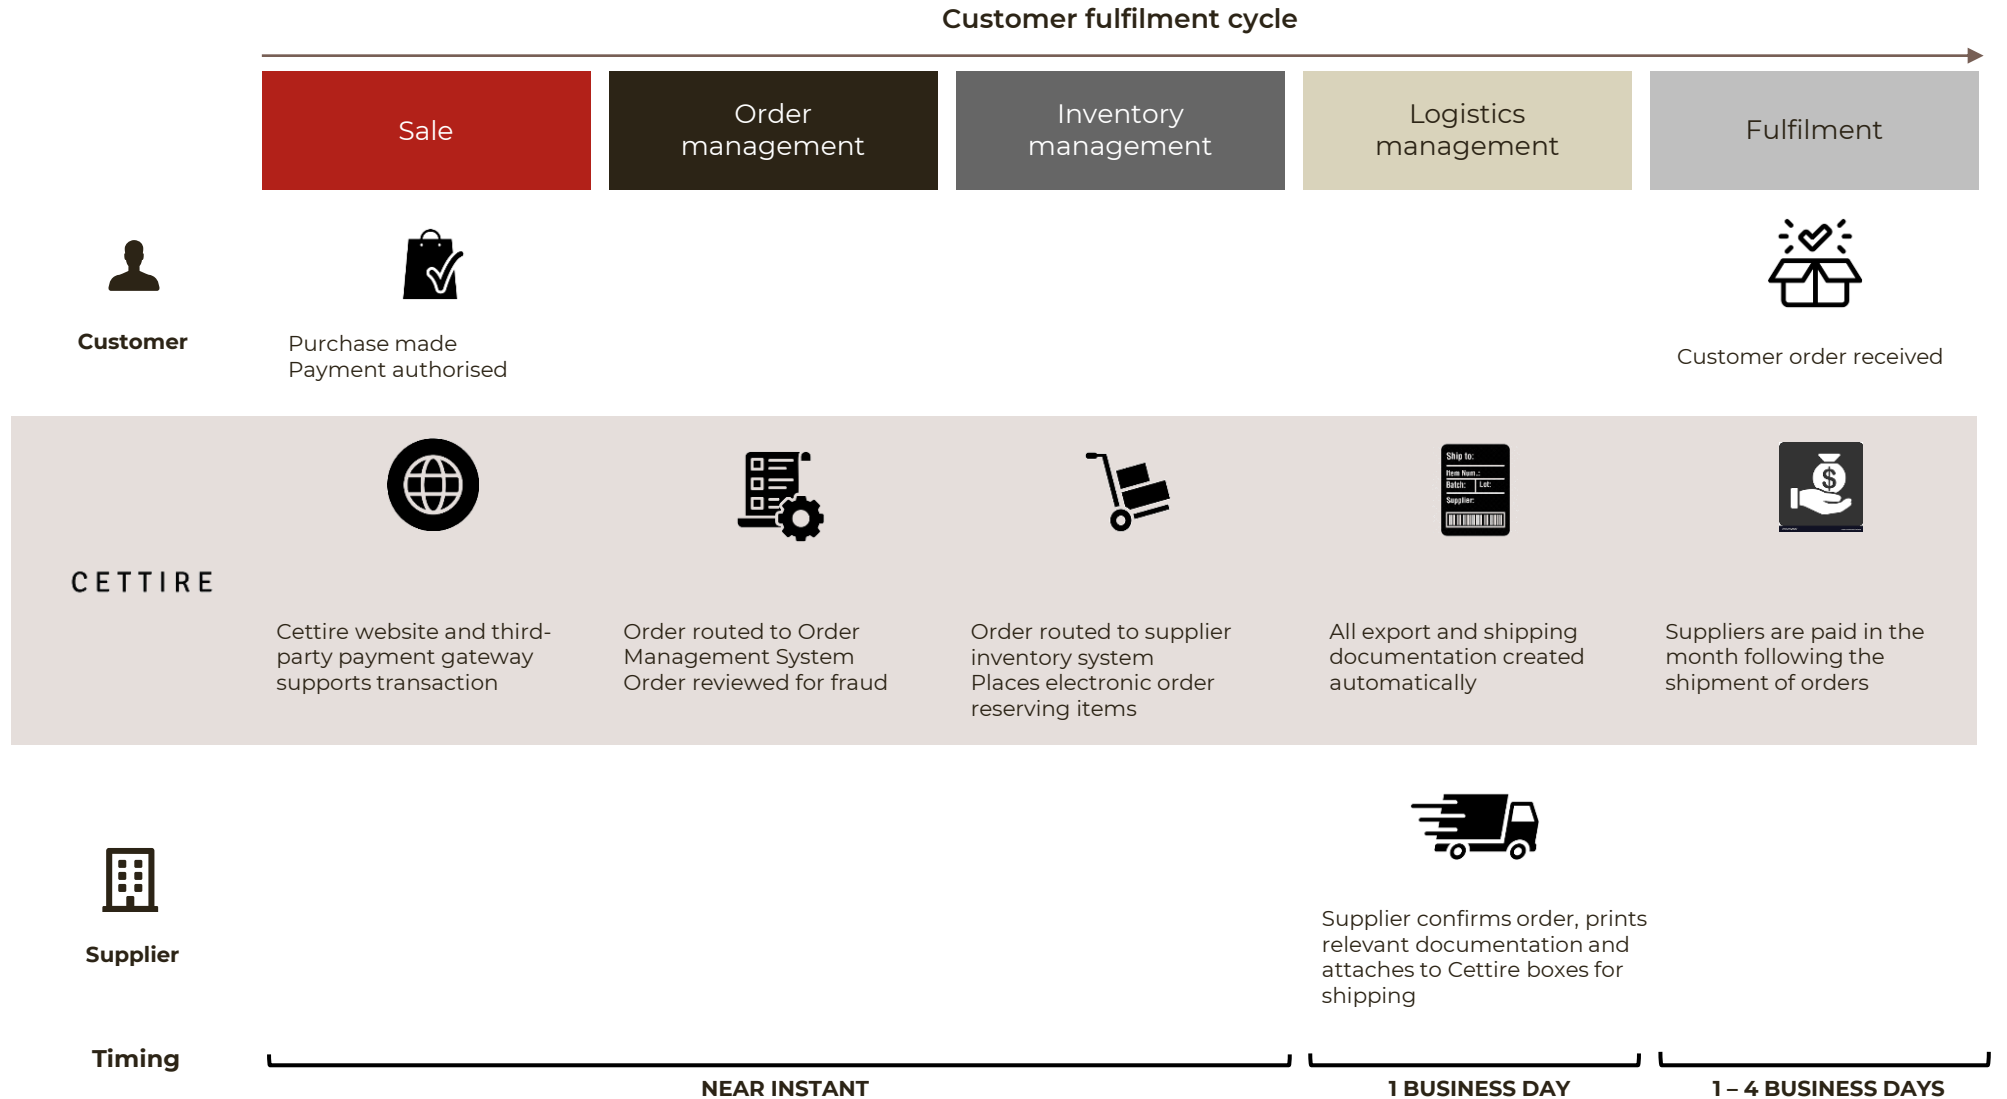 Customer fulfilment cycle
Sale
Order
management
Inventory
management
Logistics
management
Fulfilment
Customer
Purchase made
Payment authorised
Customer order received
CETTIRE
Ship to:
Item Num.:
Batch: Lot:
Supplier:
$
Cettire website and third-
party payment gateway
supports transaction
Order routed to Order
Management System
Order reviewed for fraud
Order routed to supplier
inventory system
Places electronic order
reserving items
All export and shipping
documentation created
automatically
Suppliers are paid in the
month following the
shipment of orders
Supplier
Supplier confirms order, prints
relevant documentation and
attaches to Cettire boxes for
shipping
Timing
NEAR INSTANT
1 BUSINESS DAY
1 – 4 BUSINESS DAYS